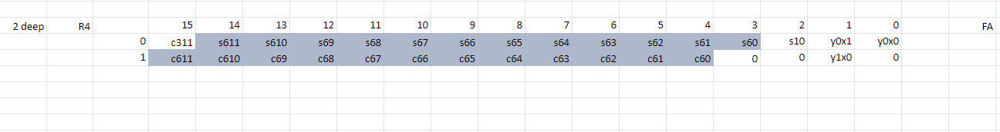 2 deep R4 15 14 13 12 11 10 9 8 7 6 5 4 3 2 1 0 FA
0 c311 s611 s610 s69 s68 s67 s66 s65 s64 s63 s62 s61 s60 s10 y0x1 y0x0
1 c611 c610 c69 c68 c67 c66 c65 c64 c63 c62 c61 c60 0 0 y1x0 0